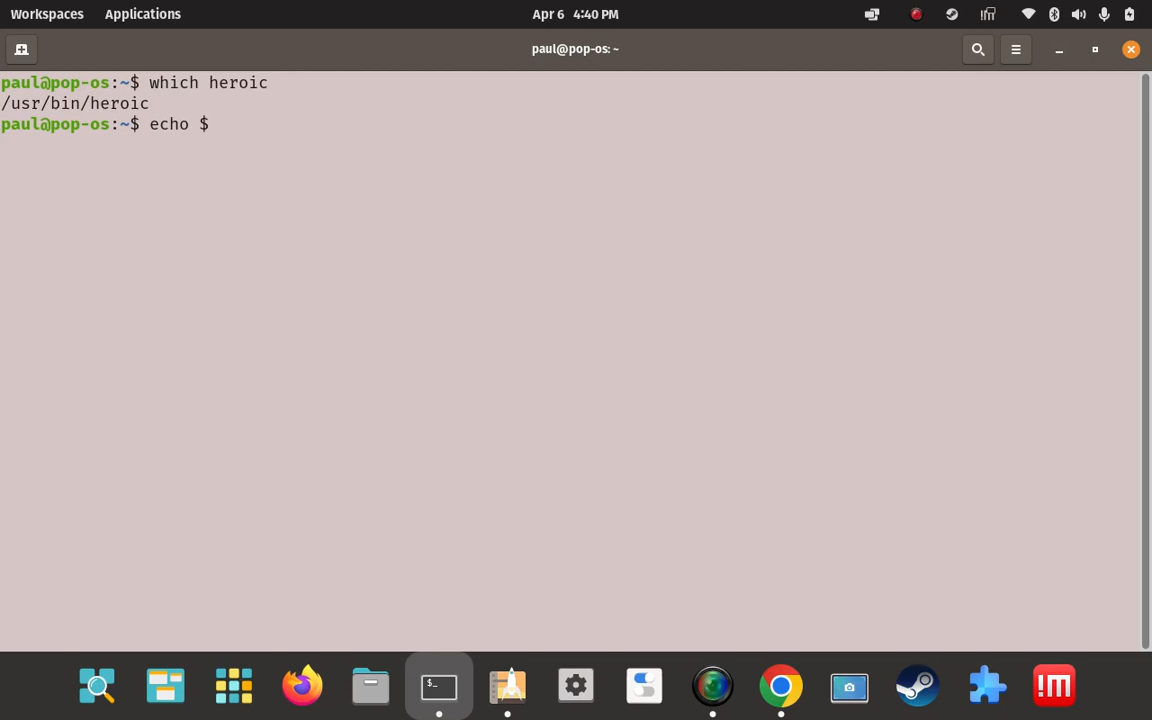 Workspaces Applications Apr 6 4:40 PM !m
paul@pop-os: ~
paul@pop-os:~$ which heroic
/usr/bin/heroic
paul@pop-os:~$ echo $
$_ !M